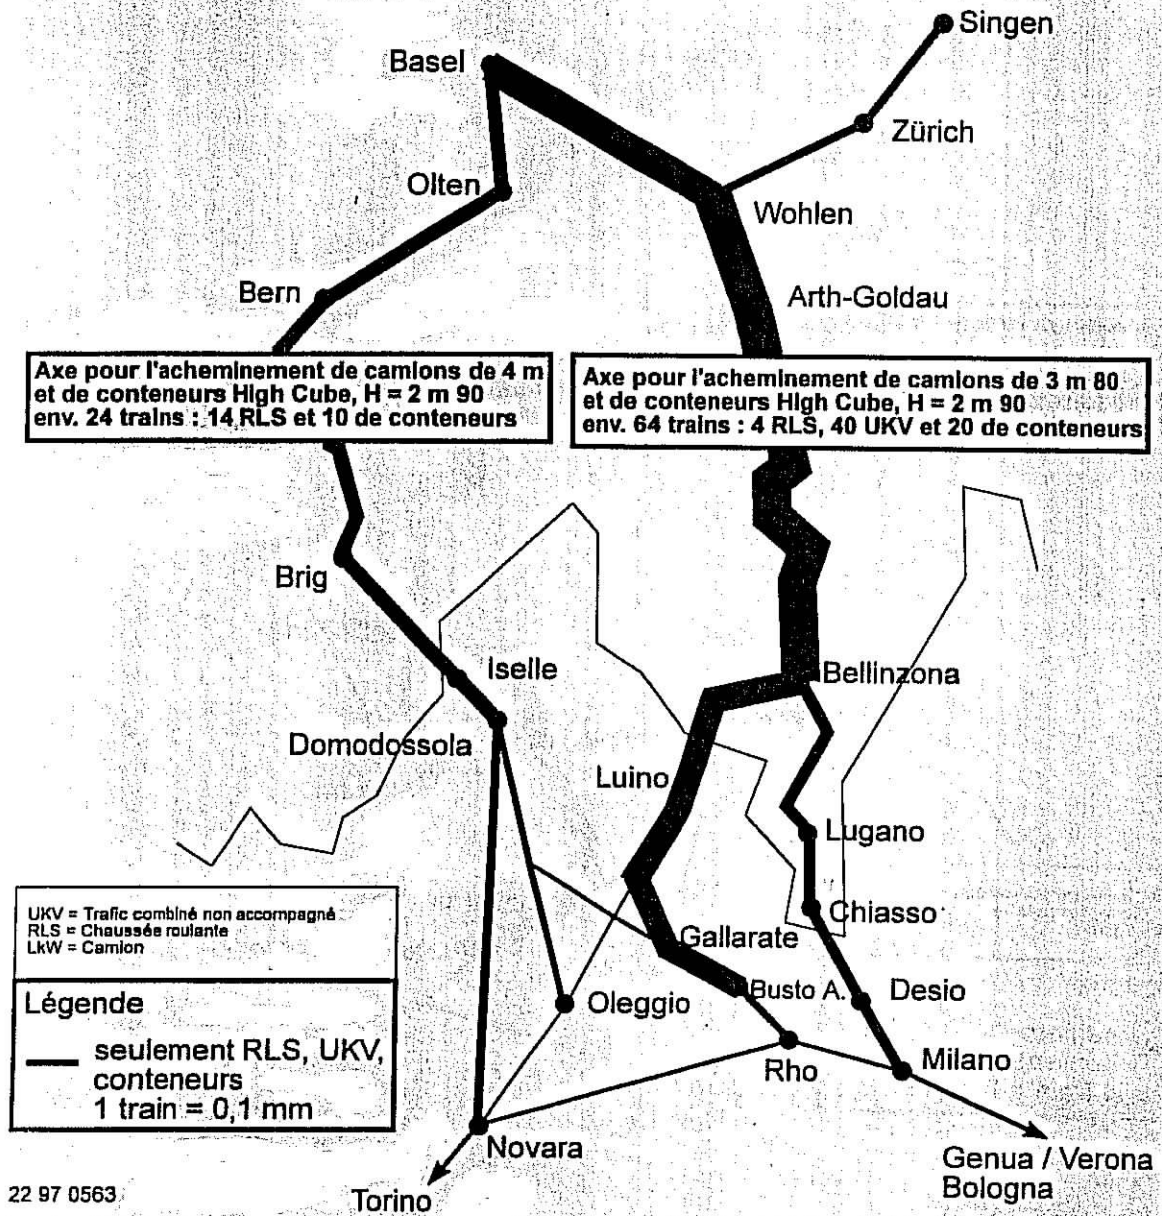 Singen
Basel
Zürich
Olten
Wohlen
Bern
Arth-Goldau
Axe pour l'acheminement de camions de 4 m
et de conteneurs High Cube, H = 2 m 90
env. 24 trains : 14 RLS et 10 de conteneurs
Axe pour l'acheminement de camions de 3 m 80
et de conteneurs High Cube, H = 2 m 90
env. 64 trains : 4 RLS, 40 UKV et 20 de conteneurs
Brig
Iselle
Bellinzona
Domodossola
Luino
Lugano
Chiasso
Gallarate
Busto A.
Desio
Oleggio
Rho
Milano
UKV = Trafic combiné non accompagné
RLS = Chaussée roulante
LkW = Camion
Légende
seulement RLS, UKV,
conteneurs
1 train = 0,1 mm
Novara
Genua / Verona
Bologna
Torino
22 97 0563